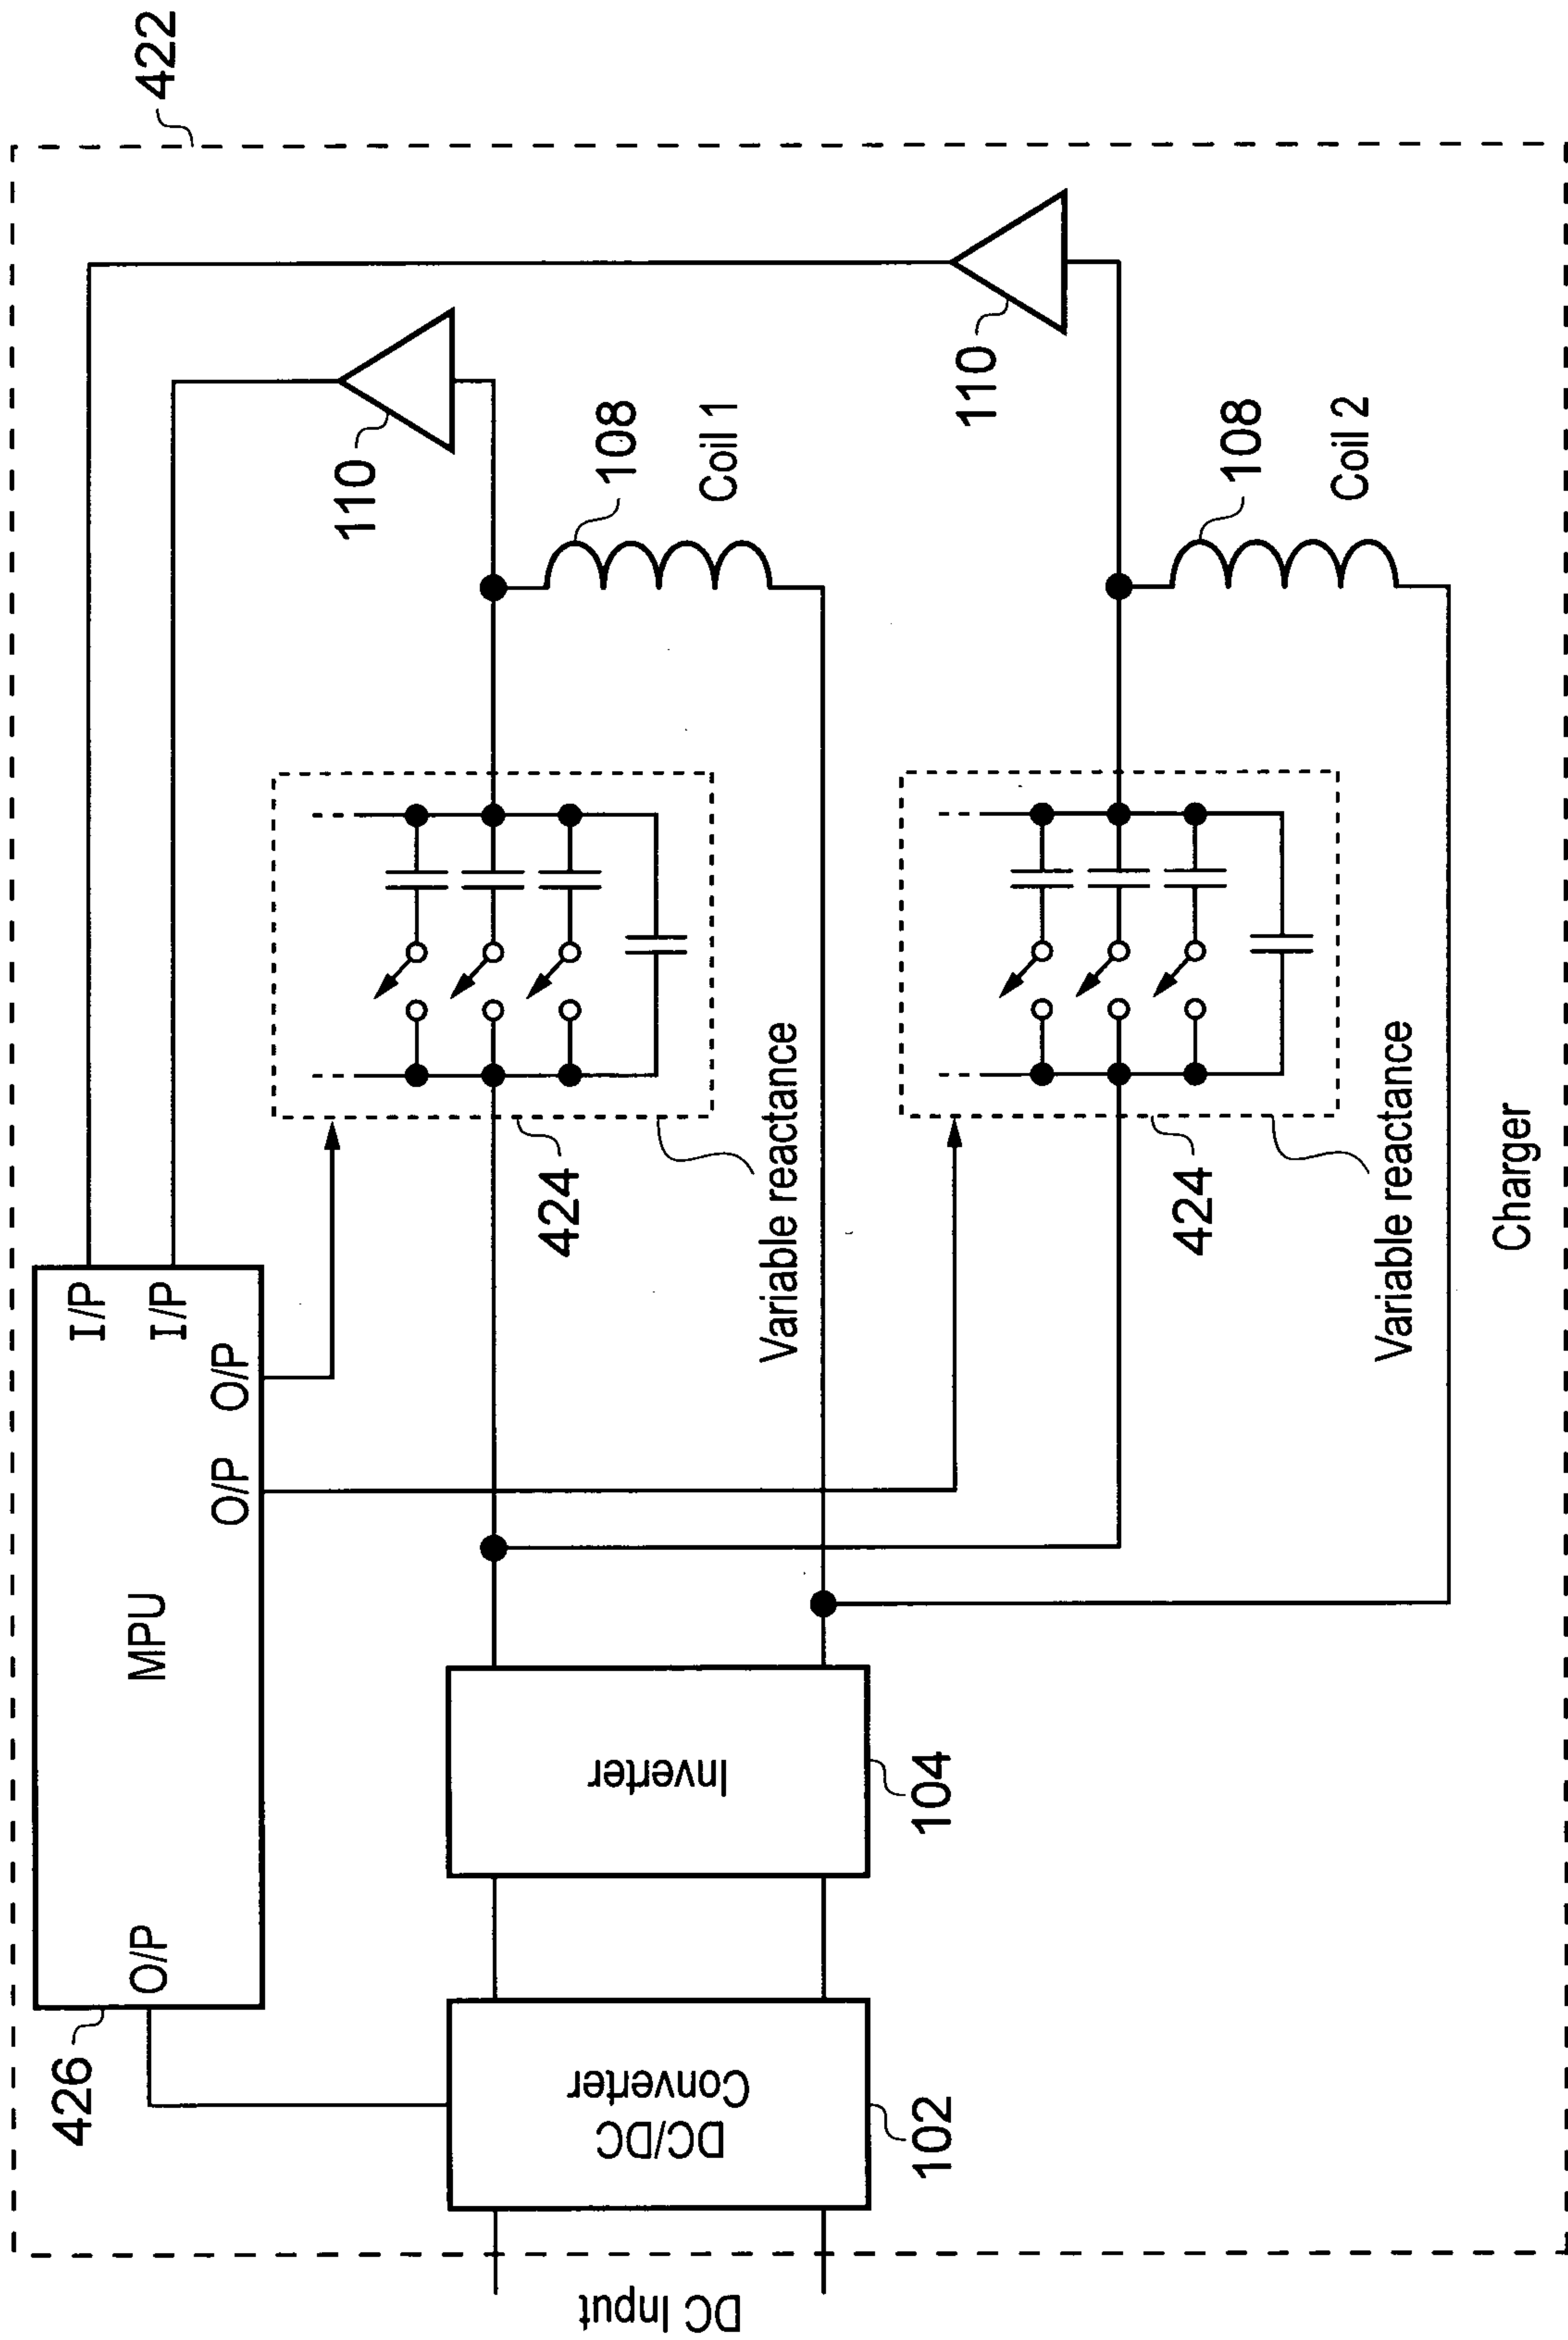 422
426
MPU
O/P
O/P
O/P
I/P
I/P
110
110
108
Coil 1
108
Coil 2
424
Variable reactance
424
Variable reactance
DC Input
DC/DC
Converter
102
Inverter
104
Charger